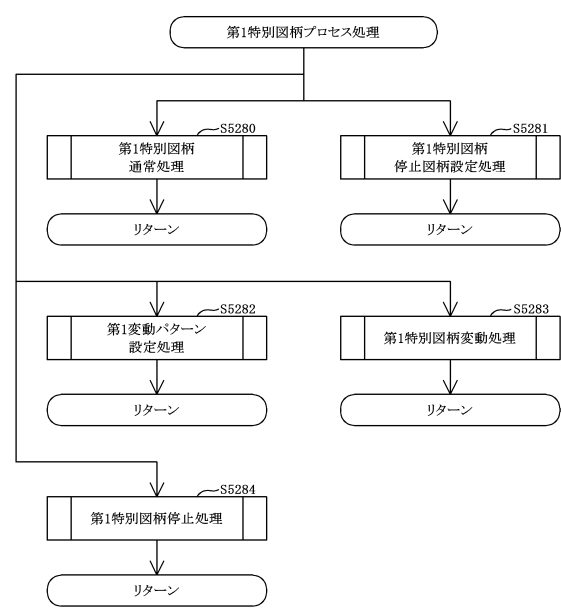 第1特別図柄プロセス処理
S5280
第1特別図柄
通常処理
リターン
S5281
第1特別図柄
停止図柄設定処理
リターン
S5282
第1変動パターン
設定処理
リターン
S5283
第1特別図柄変動処理
リターン
S5284
第1特別図柄停止処理
リターン